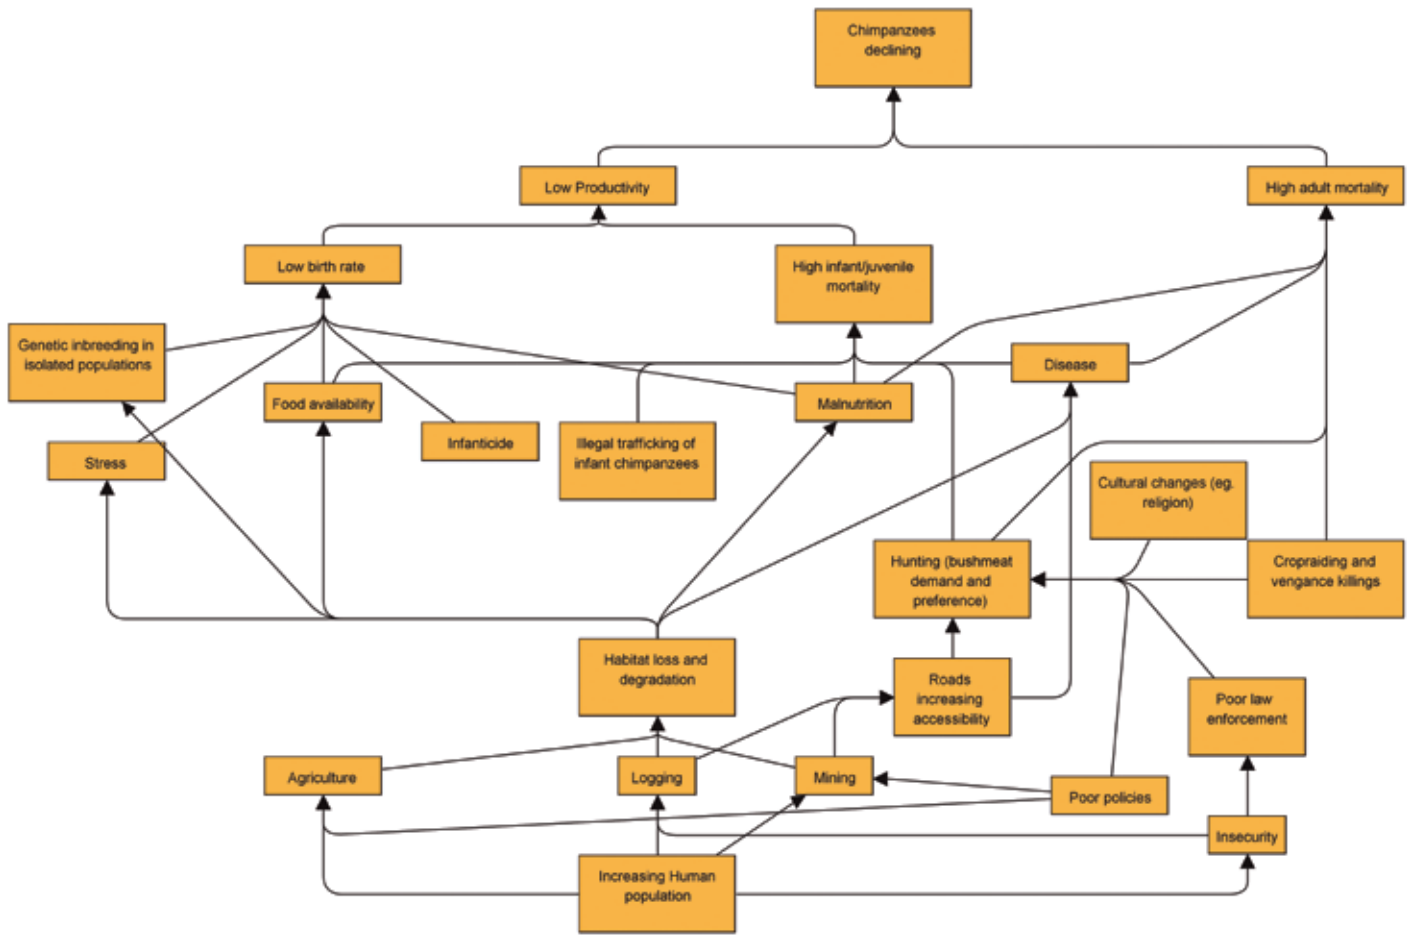 Chimpanzees
declining
Low Productivity
High adult mortality
Low birth rate
High infant/juvenile
mortality
Genetic inbreeding in
isolated populations
Disease
Food availability
Malnutrition
Stress
Infanticide
Illegal trafficking of
infant chimpanzees
Cultural changes (eg.
religion)
Hunting (bushmeat
demand and
preference)
Cropraiding and
vengance killings
Habitat loss and
degradation
Roads
increasing
accessibility
Poor law
enforcement
Agriculture
Logging
Mining
Poor policies
Insecurity
Increasing Human
population